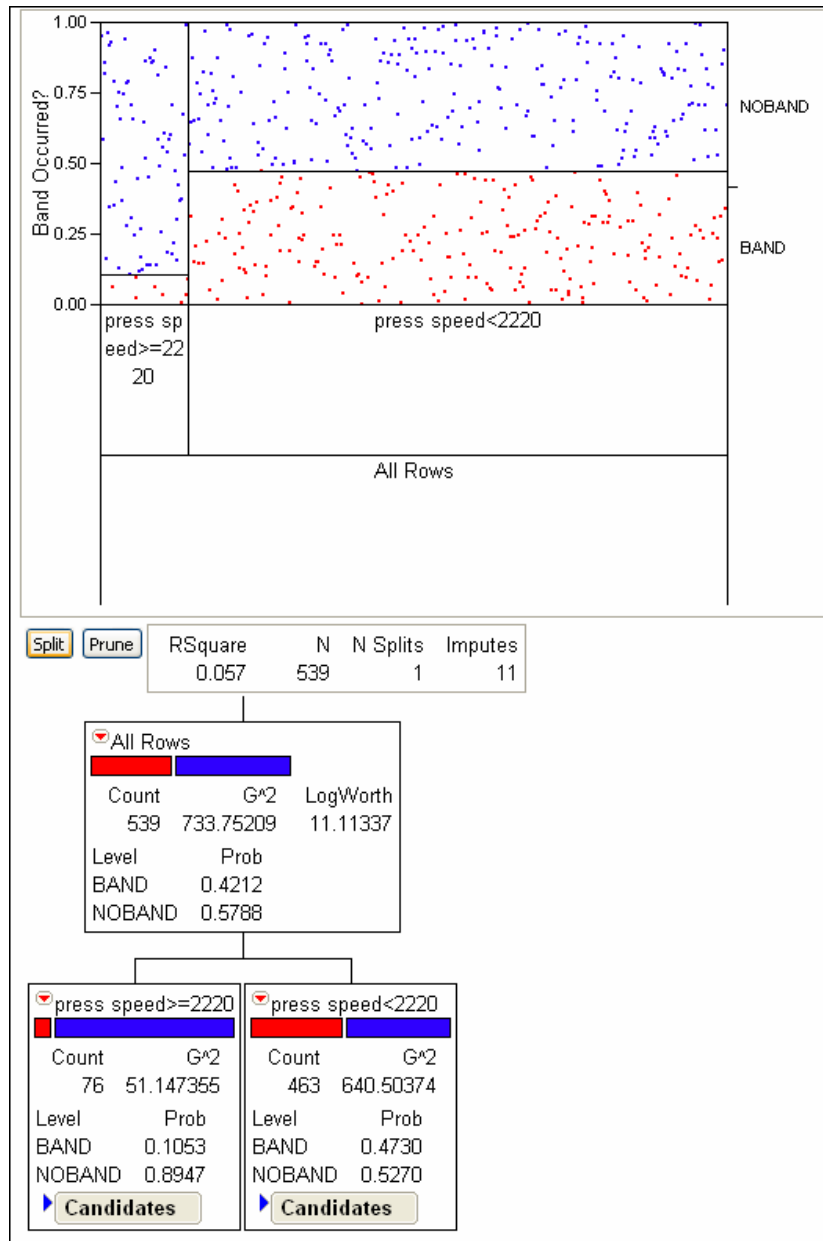 1.00
NOBAND
0.75
0.50
BAND
0.25
0.00
Band Occurred?
press sp
eed>=22
20
press speed<2220
All Rows
Split Prune RSquare N N Splits Imputes
0.057 539 1 11
All Rows
Count G^2 LogWorth
539 733.75209 11.11337
Level Prob
BAND 0.4212
NOBAND 0.5788
press speed>=2220
Count G^2
76 51.147355
Level Prob
BAND 0.1053
NOBAND 0.8947
Candidates
press speed<2220
Count G^2
463 640.50374
Level Prob
BAND 0.4730
NOBAND 0.5270
Candidates